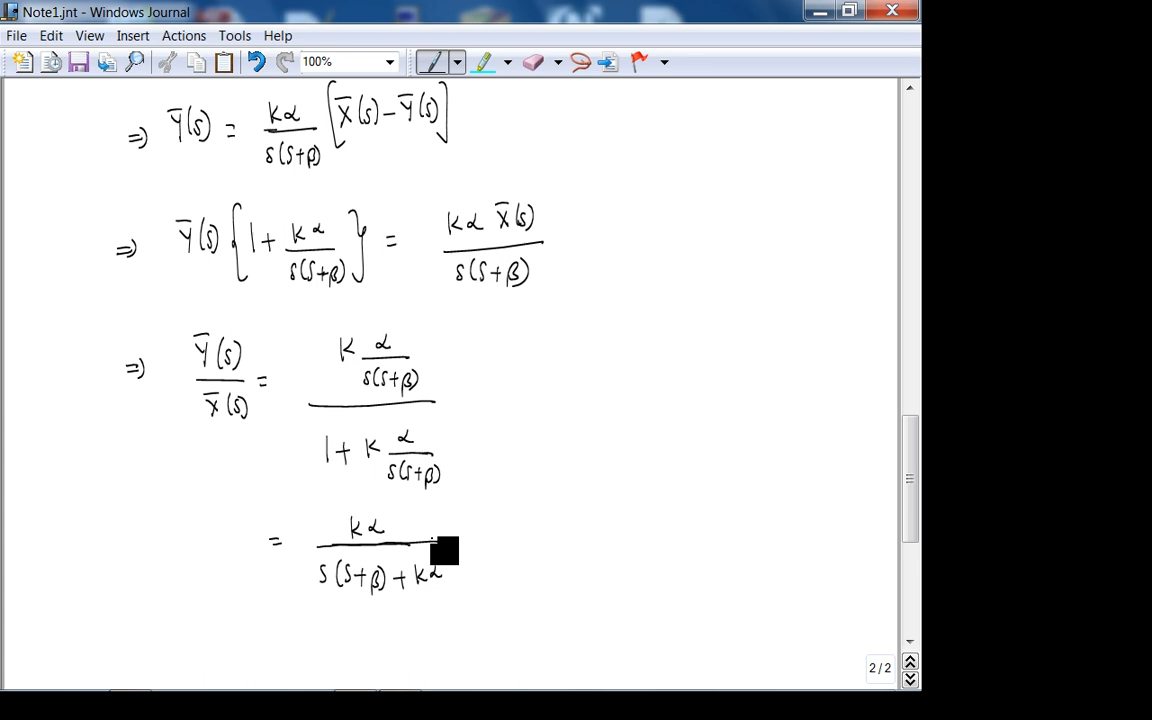 Note1.jnt - Windows Journal
File Edit View Insert Actions Tools Help
100%
⇒ Ȳ(s) = Kα / s(s+β) [X̄(s) − Ȳ(s)]
⇒ Ȳ(s) {1 + Kα / s(s+β)} = Kα X̄(s) / s(s+β)
⇒ Ȳ(s) / X̄(s) = K α / s(s+β)
1 + K α / s(s+β)
= Kα / s(s+β) + Kα
2/2